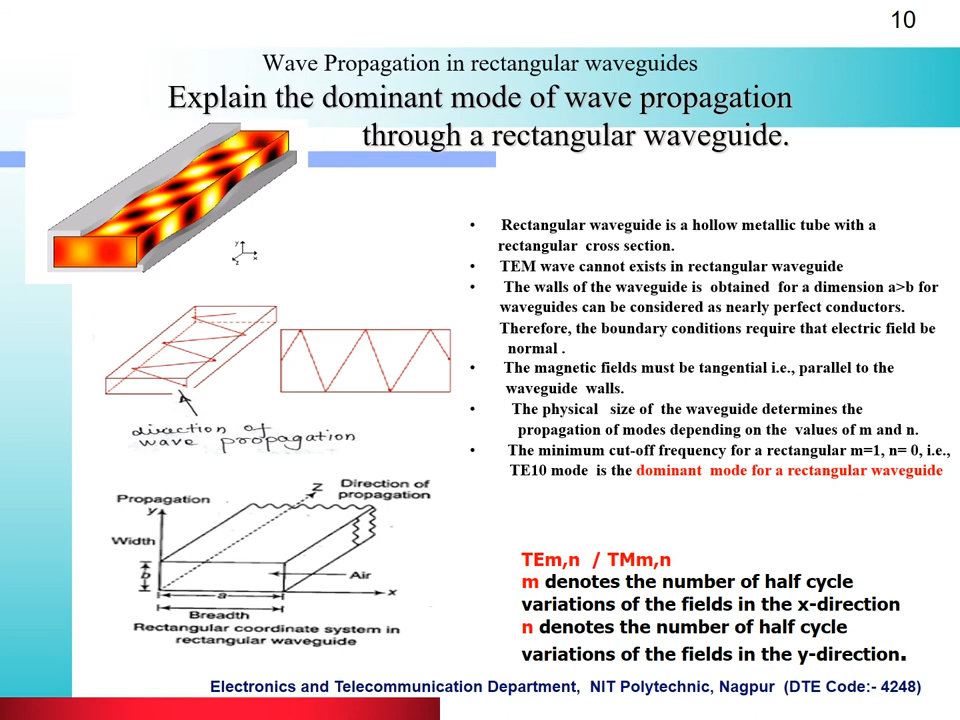 10
Wave Propagation in rectangular waveguides
Explain the dominant mode of wave propagation
through a rectangular waveguide.
y
x
z
direction of
wave propagation
Propagation
y
Width
b
a
Breadth
z
Direction of
propagation
Air
x
Rectangular coordinate system in
rectangular waveguide
• Rectangular waveguide is a hollow metallic tube with a
rectangular cross section.
• TEM wave cannot exists in rectangular waveguide
• The walls of the waveguide is obtained for a dimension a>b for
waveguides can be considered as nearly perfect conductors.
Therefore, the boundary conditions require that electric field be
normal .
• The magnetic fields must be tangential i.e., parallel to the
waveguide walls.
• The physical size of the waveguide determines the
propagation of modes depending on the values of m and n.
• The minimum cut-off frequency for a rectangular m=1, n= 0, i.e.,
TE10 mode is the dominant mode for a rectangular waveguide
TEm,n / TMm,n
m denotes the number of half cycle
variations of the fields in the x-direction
n denotes the number of half cycle
variations of the fields in the y-direction.
Electronics and Telecommunication Department, NIT Polytechnic, Nagpur (DTE Code:- 4248)